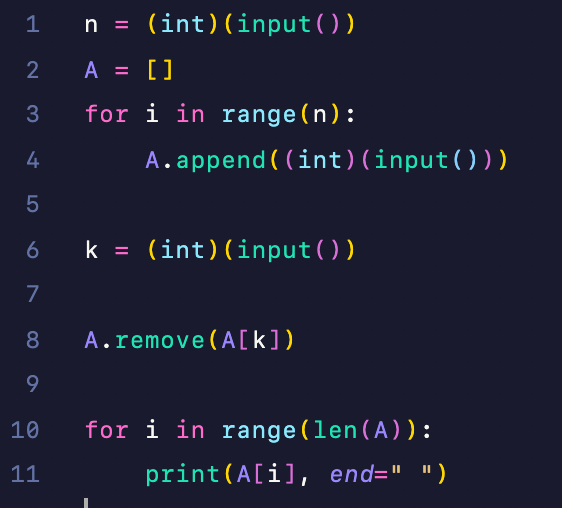 1 n = (int)(input())
2 A = []
3 for i in range(n):
4     A.append((int)(input()))
5
6 k = (int)(input())
7
8 A.remove(A[k])
9
10 for i in range(len(A)):
11     print(A[i], end=" ")